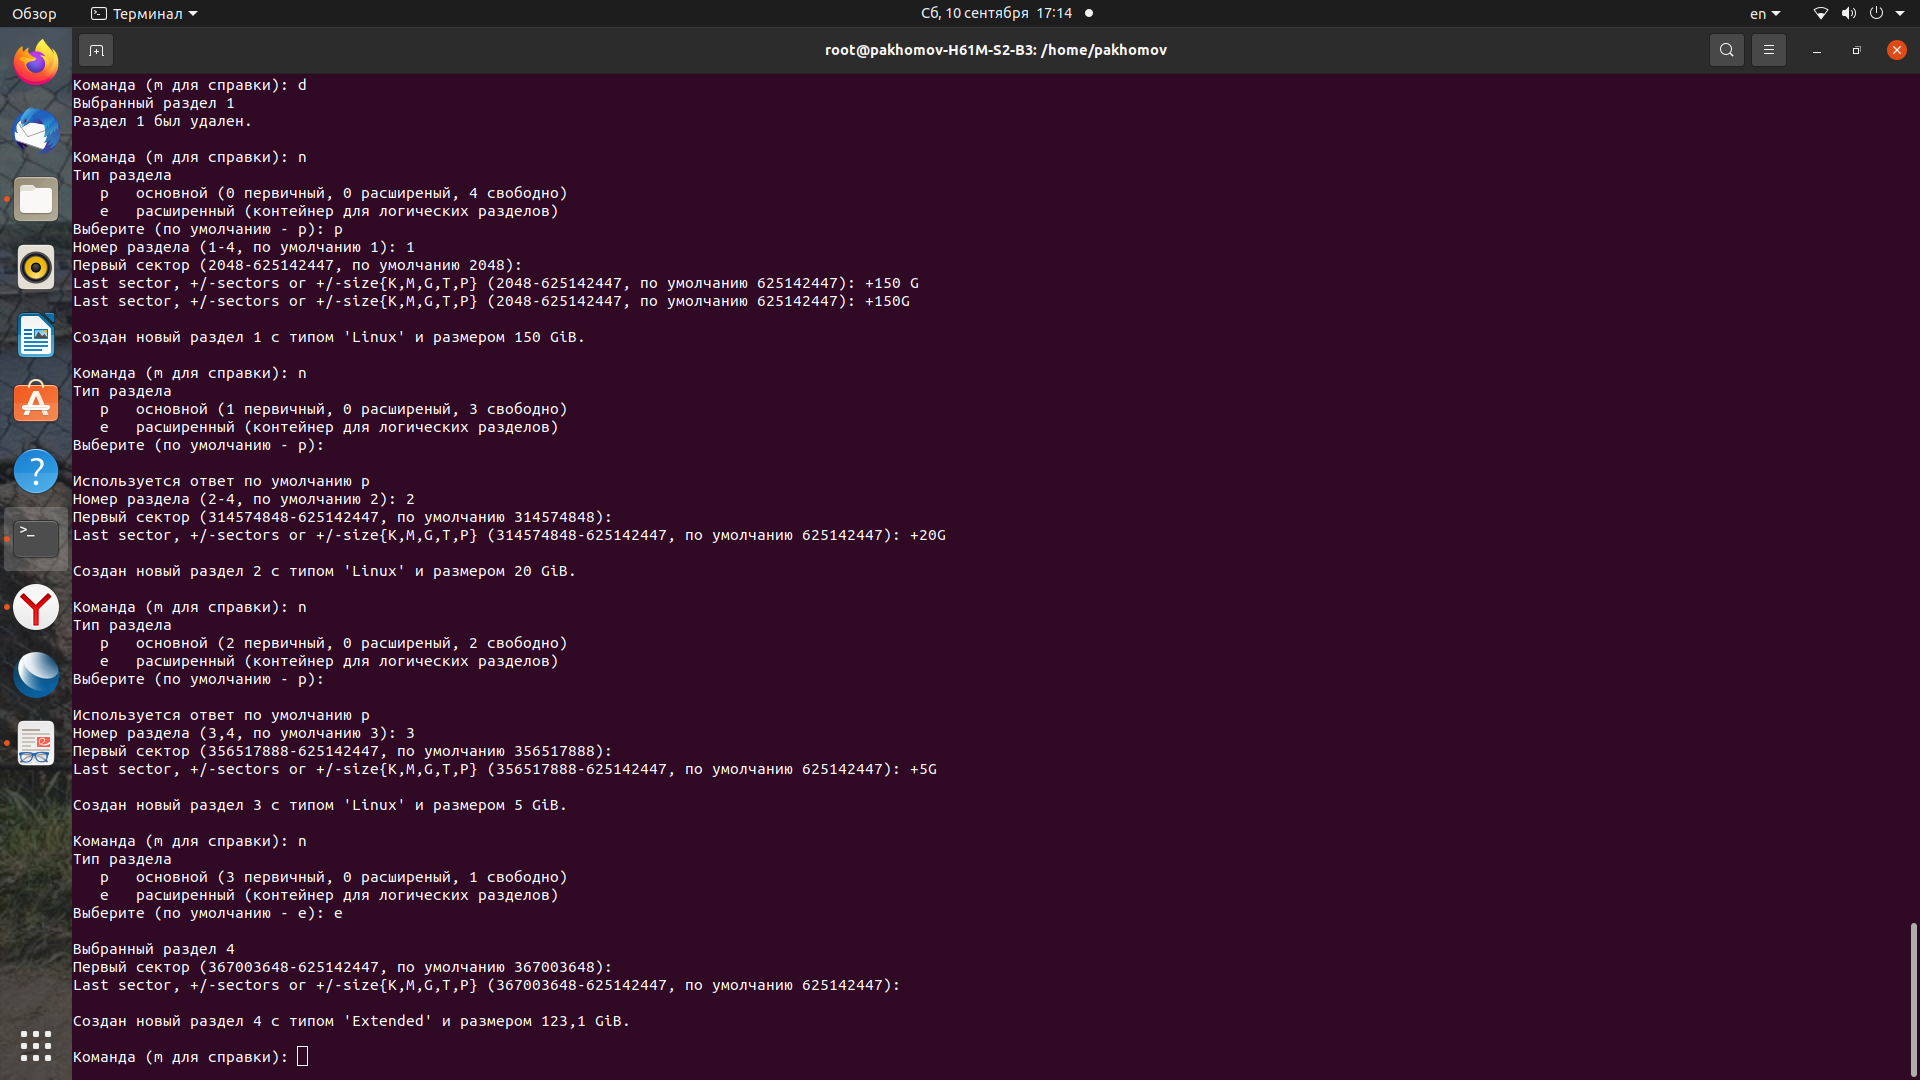 Обзор
Терминал
Сб, 10 сентября 17:14
en
root@pakhomov-H61M-S2-B3: /home/pakhomov
Команда (m для справки): d
Выбранный раздел 1
Раздел 1 был удален.
Команда (m для справки): n
Тип раздела
p основной (0 первичный, 0 расширеный, 4 свободно)
e расширенный (контейнер для логических разделов)
Выберите (по умолчанию - p): p
Номер раздела (1-4, по умолчанию 1): 1
Первый сектор (2048-625142447, по умолчанию 2048):
Last sector, +/-sectors or +/-size{K,M,G,T,P} (2048-625142447, по умолчанию 625142447): +150 G
Last sector, +/-sectors or +/-size{K,M,G,T,P} (2048-625142447, по умолчанию 625142447): +150G
Создан новый раздел 1 с типом 'Linux' и размером 150 GiB.
Команда (m для справки): n
Тип раздела
p основной (1 первичный, 0 расширеный, 3 свободно)
e расширенный (контейнер для логических разделов)
Выберите (по умолчанию - p):
Используется ответ по умолчанию p
Номер раздела (2-4, по умолчанию 2): 2
Первый сектор (314574848-625142447, по умолчанию 314574848):
Last sector, +/-sectors or +/-size{K,M,G,T,P} (314574848-625142447, по умолчанию 625142447): +20G
Создан новый раздел 2 с типом 'Linux' и размером 20 GiB.
Команда (m для справки): n
Тип раздела
p основной (2 первичный, 0 расширеный, 2 свободно)
e расширенный (контейнер для логических разделов)
Выберите (по умолчанию - p):
Используется ответ по умолчанию p
Номер раздела (3,4, по умолчанию 3): 3
Первый сектор (356517888-625142447, по умолчанию 356517888):
Last sector, +/-sectors or +/-size{K,M,G,T,P} (356517888-625142447, по умолчанию 625142447): +5G
Создан новый раздел 3 с типом 'Linux' и размером 5 GiB.
Команда (m для справки): n
Тип раздела
p основной (3 первичный, 0 расширеный, 1 свободно)
e расширенный (контейнер для логических разделов)
Выберите (по умолчанию - e): e
Выбранный раздел 4
Первый сектор (367003648-625142447, по умолчанию 367003648):
Last sector, +/-sectors or +/-size{K,M,G,T,P} (367003648-625142447, по умолчанию 625142447):
Создан новый раздел 4 с типом 'Extended' и размером 123,1 GiB.
Команда (m для справки):